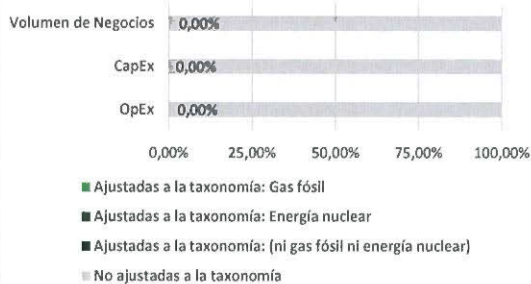 Volumen de Negocios 0,00%
CapEx 0,00%
OpEx 0,00%
0,00% 25,00% 50,00% 75,00% 100,00%
Ajustadas a la taxonomía: Gas fósil
Ajustadas a la taxonomía: Energía nuclear
Ajustadas a la taxonomía: (ni gas fósil ni energía nuclear)
No ajustadas a la taxonomía